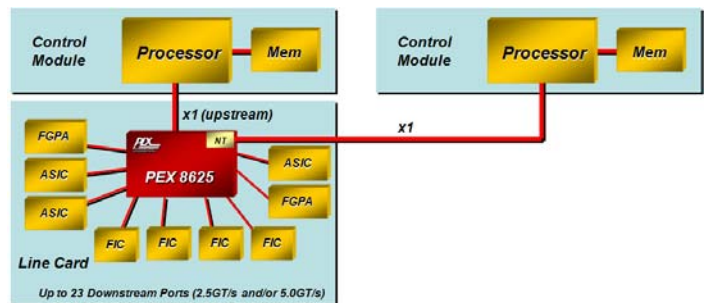 Control
Module
Processor
Mem
Control
Module
Processor
Mem
x1 (upstream)
x1
FGPA
ASIC
ASIC
PLX
NT
PEX 8625
ASIC
FGPA
FIC
FIC
FIC
FIC
Line Card
Up to 23 Downstream Ports (2.5GT/s and/or 5.0GT/s)